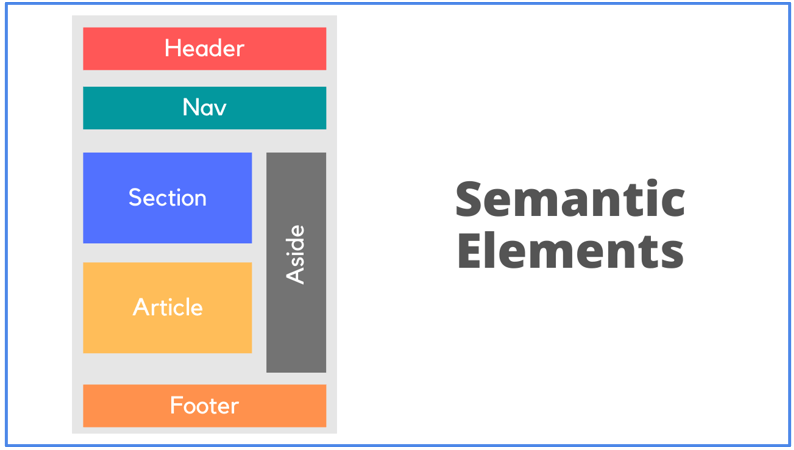 Header
Nav
Section
Aside
Article
Footer
Semantic
Elements